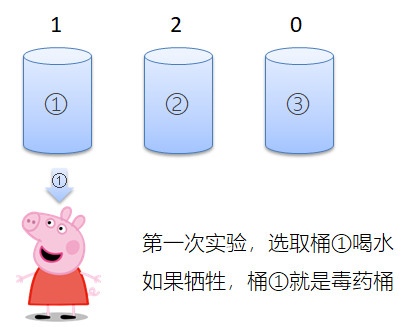 1 2 0
① ② ③
①
第一次实验，选取桶①喝水
如果牺牲，桶①就是毒药桶